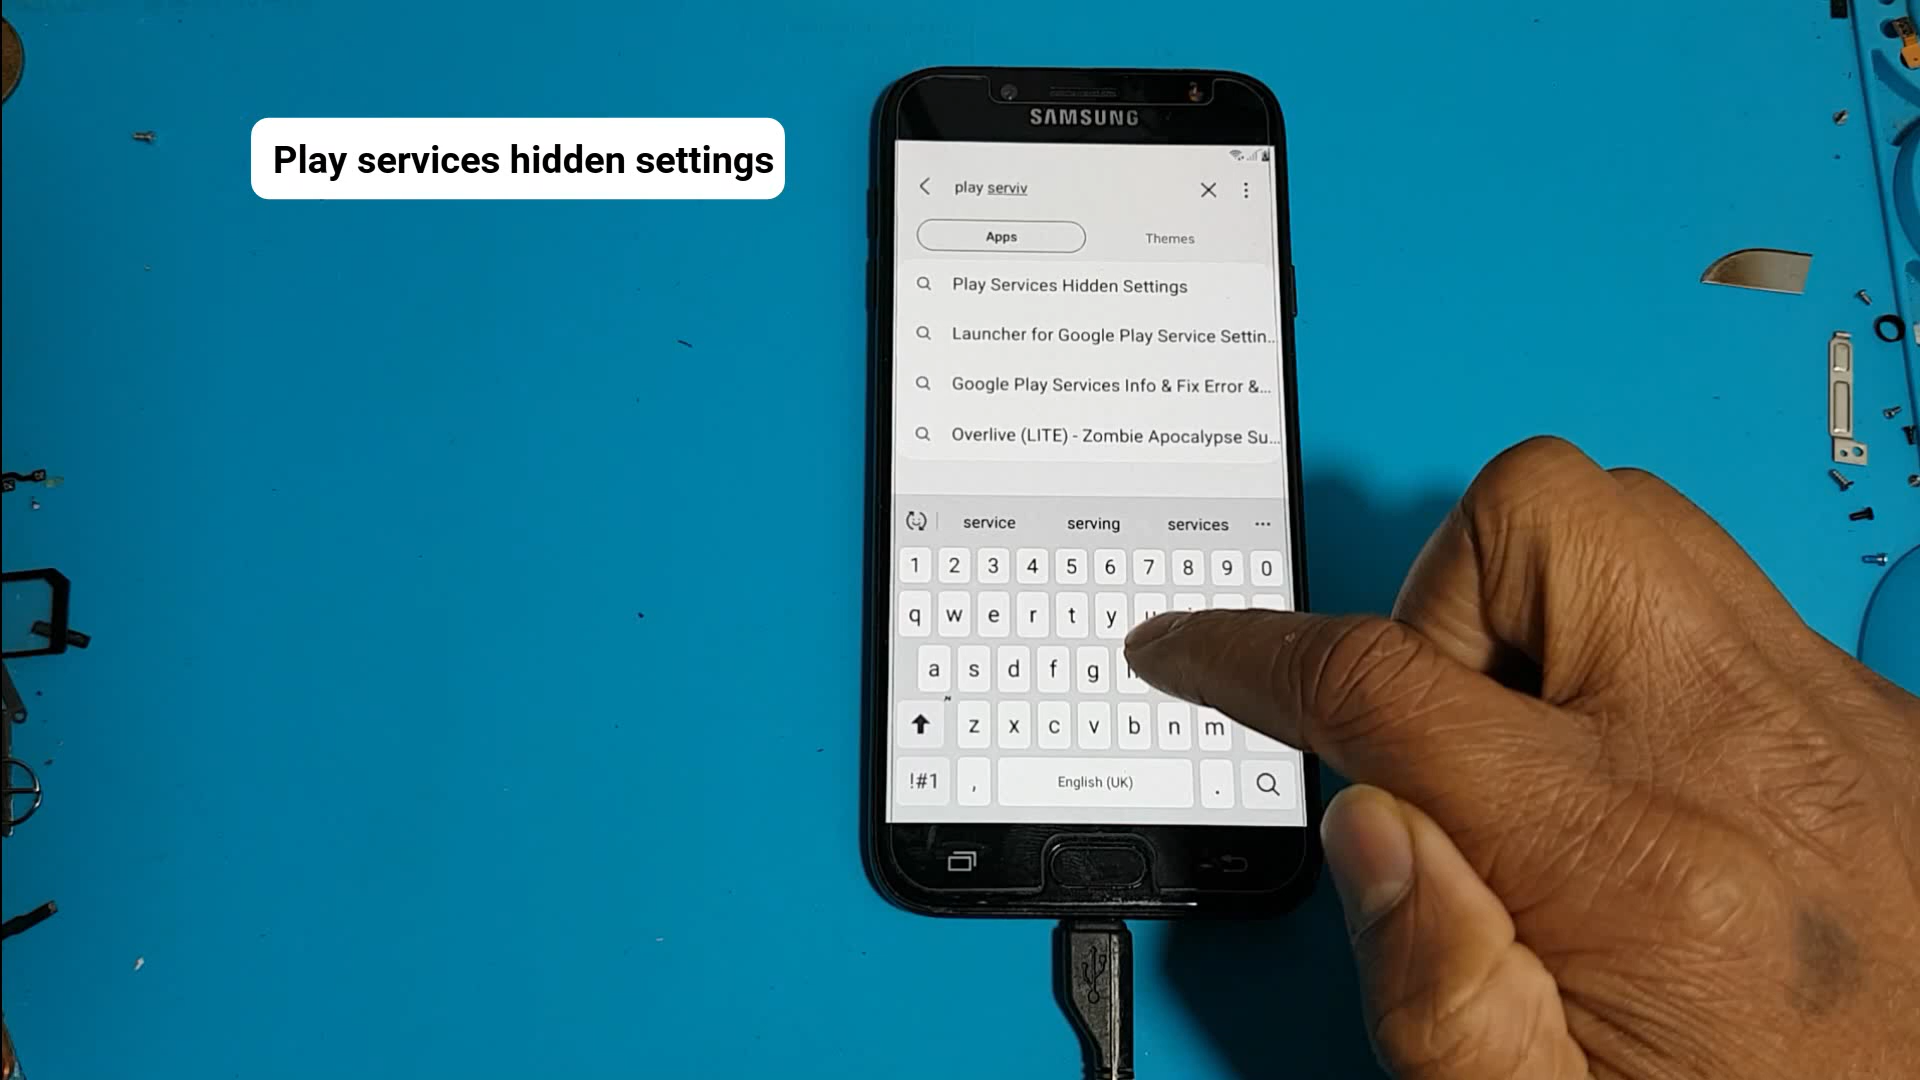 Play services hidden settings
SAMSUNG
play serviv
Apps
Themes
Play Services Hidden Settings
Launcher for Google Play Service Settin..
Google Play Services Info & Fix Error &...
Overlive (LITE) - Zombie Apocalypse Su...
service serving services
1 2 3 4 5 6 7 8 9 0
q w e r t y
a s d f g
z x c v b n m
!#1 , English (UK) .